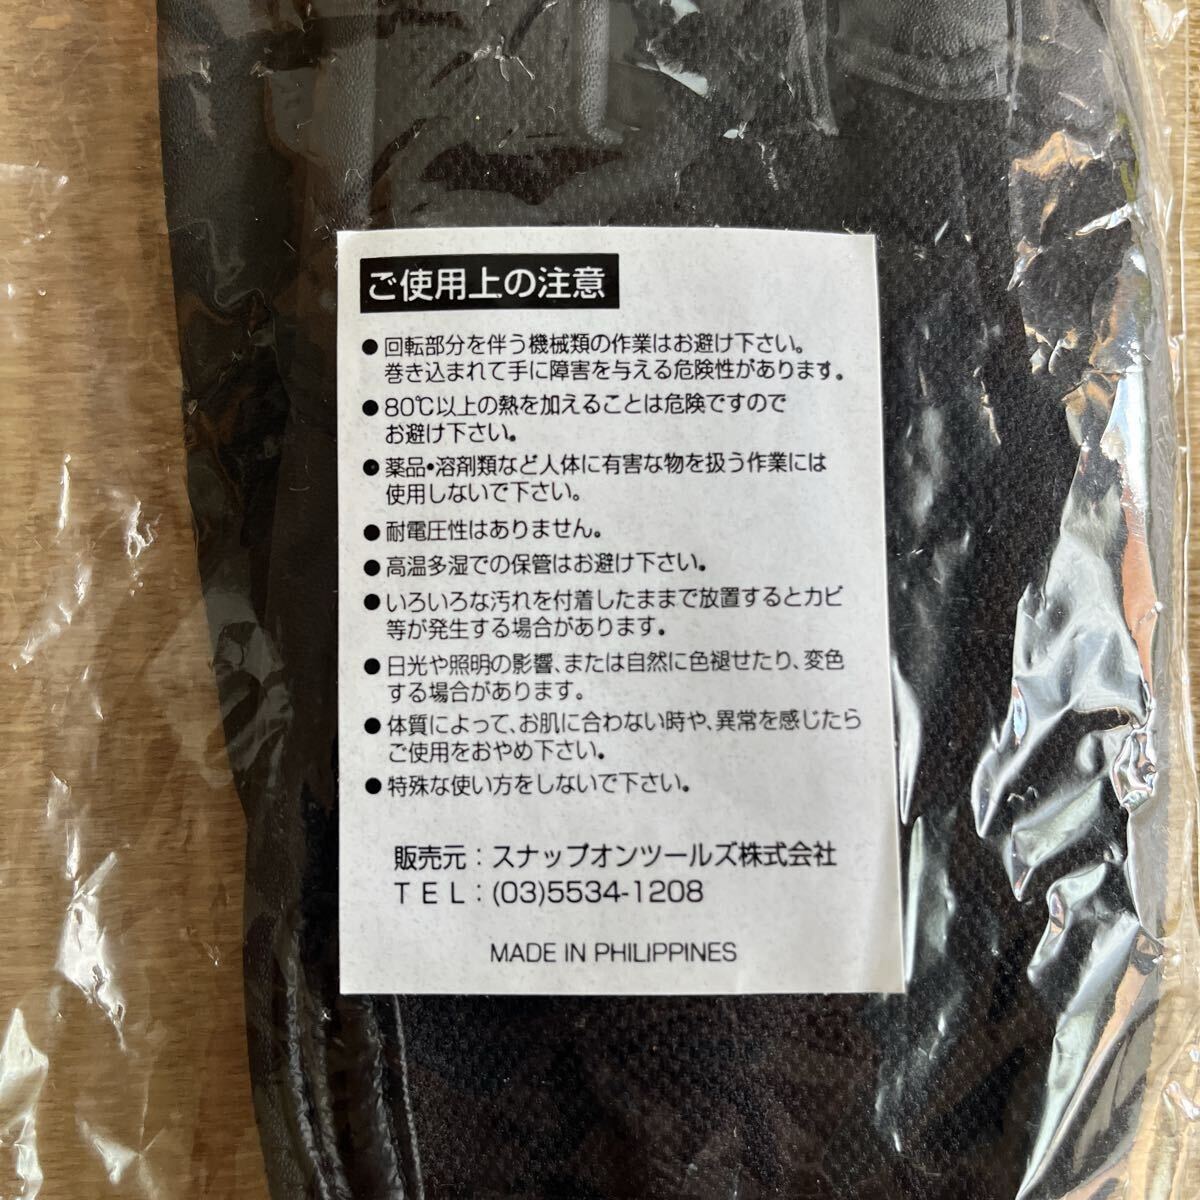 ご使用上の注意
●回転部分を伴う機械類の作業はお避け下さい。
巻き込まれて手に障害を与える危険性があります。
●80℃以上の熱を加えることは危険ですので
お避け下さい。
●薬品・溶剤類など人体に有害な物を扱う作業には
使用しないで下さい。
●耐電圧性はありません。
●高温多湿での保管はお避け下さい。
●いろいろな汚れを付着したままで放置するとカビ
等が発生する場合があります。
●日光や照明の影響、または自然に色褪せたり、変色
する場合があります。
●体質によって、お肌に合わない時や、異常を感じたら
ご使用をおやめ下さい。
●特殊な使い方をしないで下さい。
販売元：スナップオンツールズ株式会社
TEL：(03)5534-1208
MADE IN PHILIPPINES